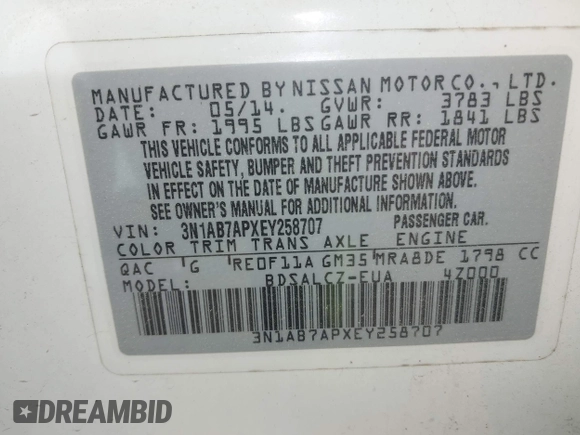 MANUFACTURED BY NISSAN MOTOR CO., LTD.
DATE: 05/14. GVWR: 3783 LBS
GAWR FR: 1995 LBS GAWR RR: 1841 LBS
THIS VEHICLE CONFORMS TO ALL APPLICABLE FEDERAL MOTOR
VEHICLE SAFETY, BUMPER AND THEFT PREVENTION STANDARDS
IN EFFECT ON THE DATE OF MANUFACTURE SHOWN ABOVE.
SEE OWNER'S MANUAL FOR ADDITIONAL INFORMATION.
VIN: 3N1AB7APXEY258707 PASSENGER CAR.
COLOR TRIM TRANS AXLE ENGINE
QAC G RE0F11A GM35 MRA8DE 1798 CC
MODEL: BDSALCZ-EUA 4Z000
3N1AB7APXEY258707
DREAMBID